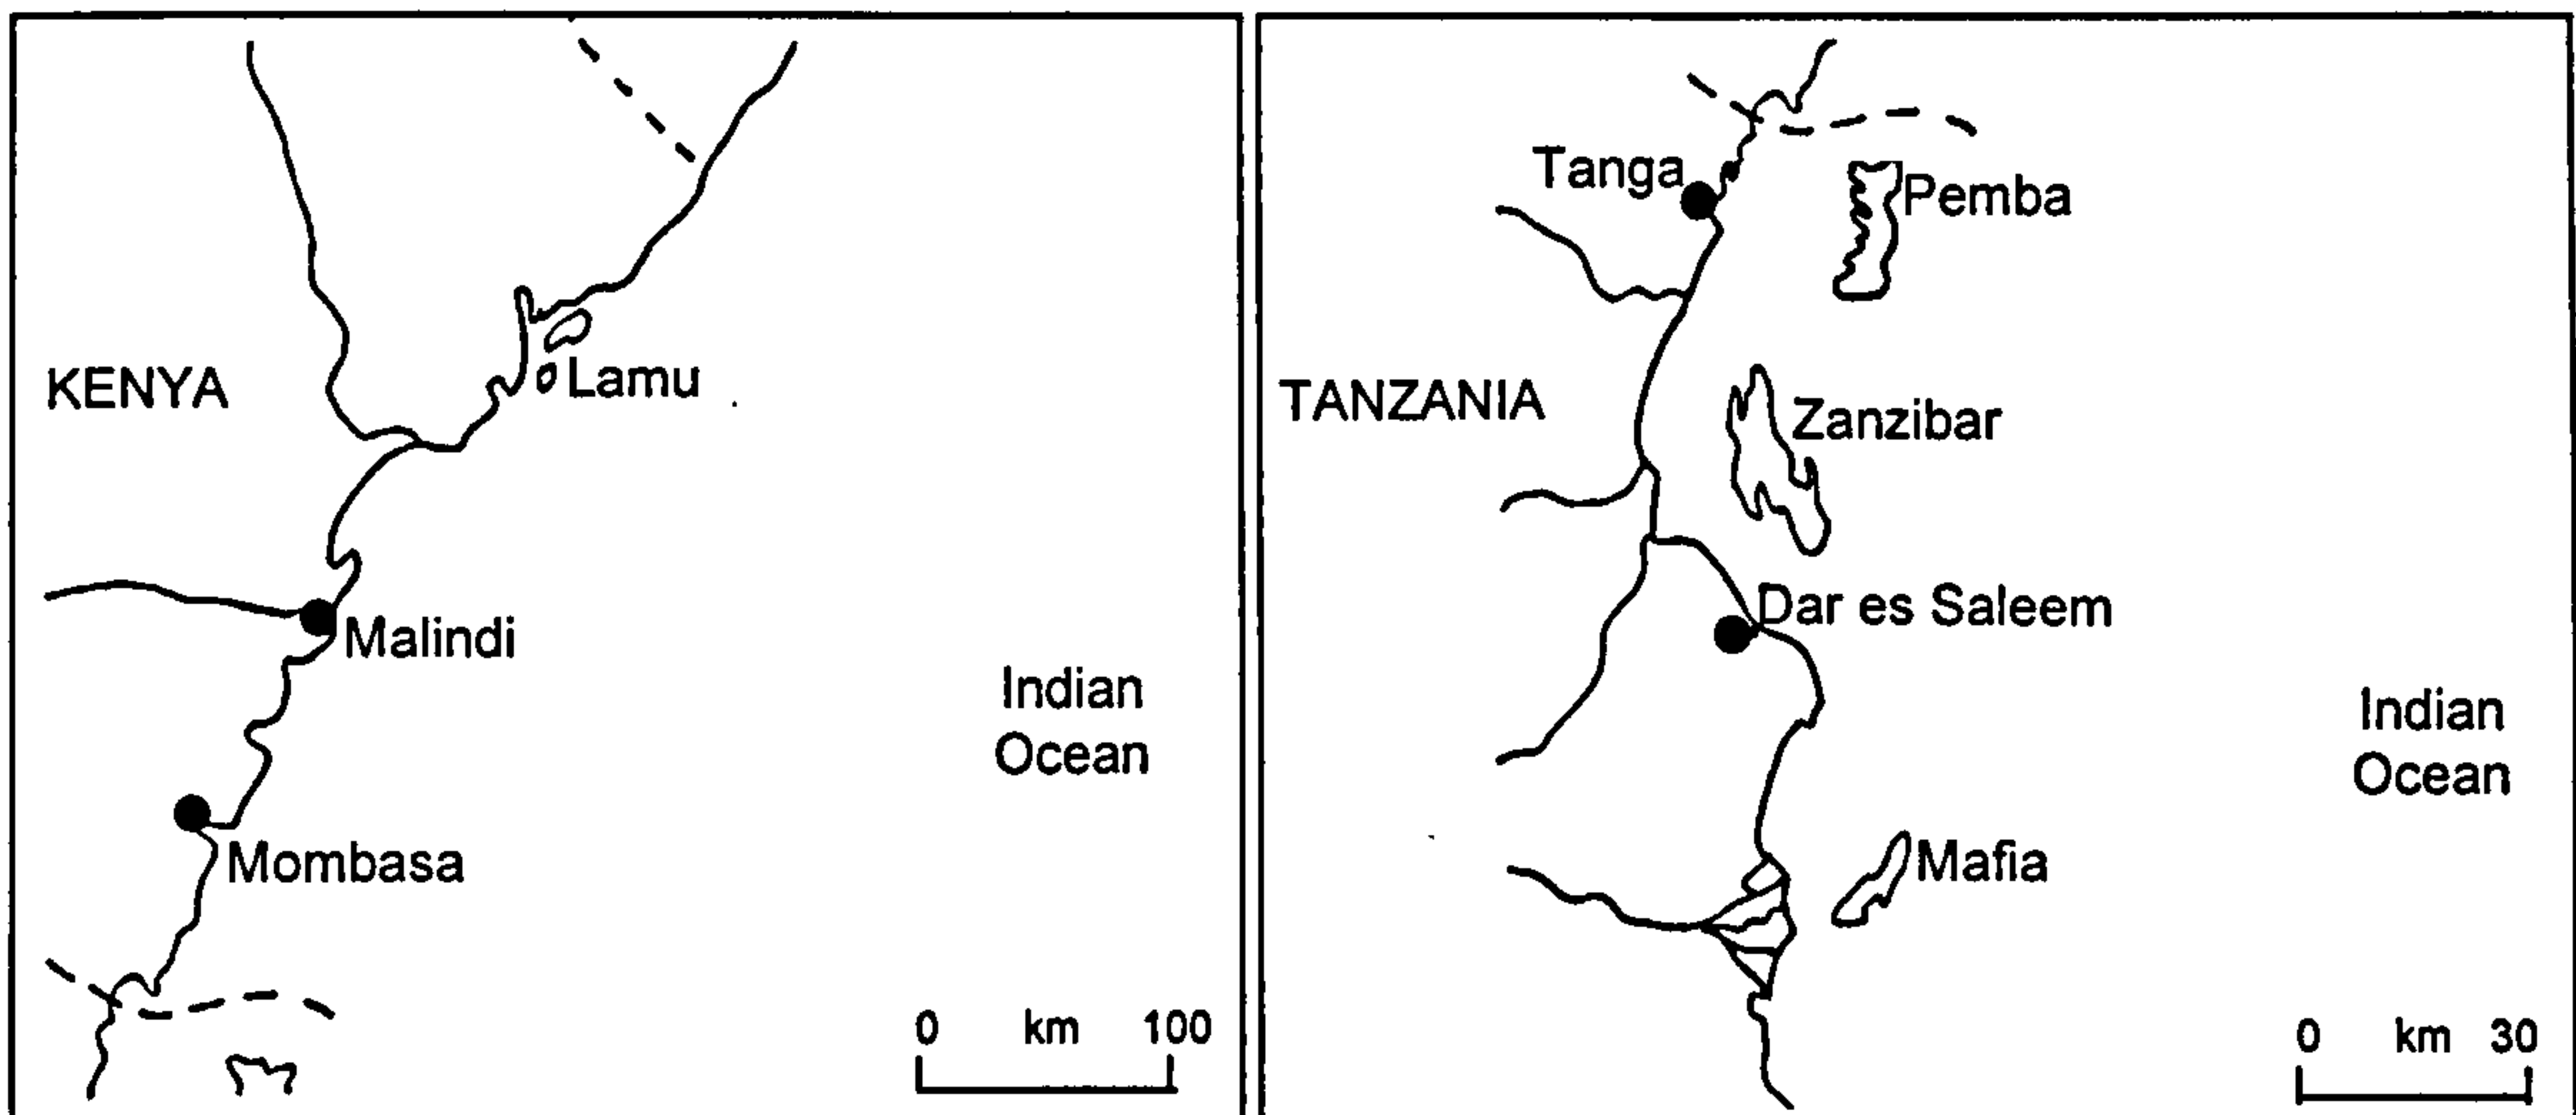 KENYA
Lamu
Malindi
Mombasa
Indian
Ocean
0 km 100
Tanga
Pemba
TANZANIA
Zanzibar
Dar es Saleem
Indian
Ocean
Mafia
0 km 30